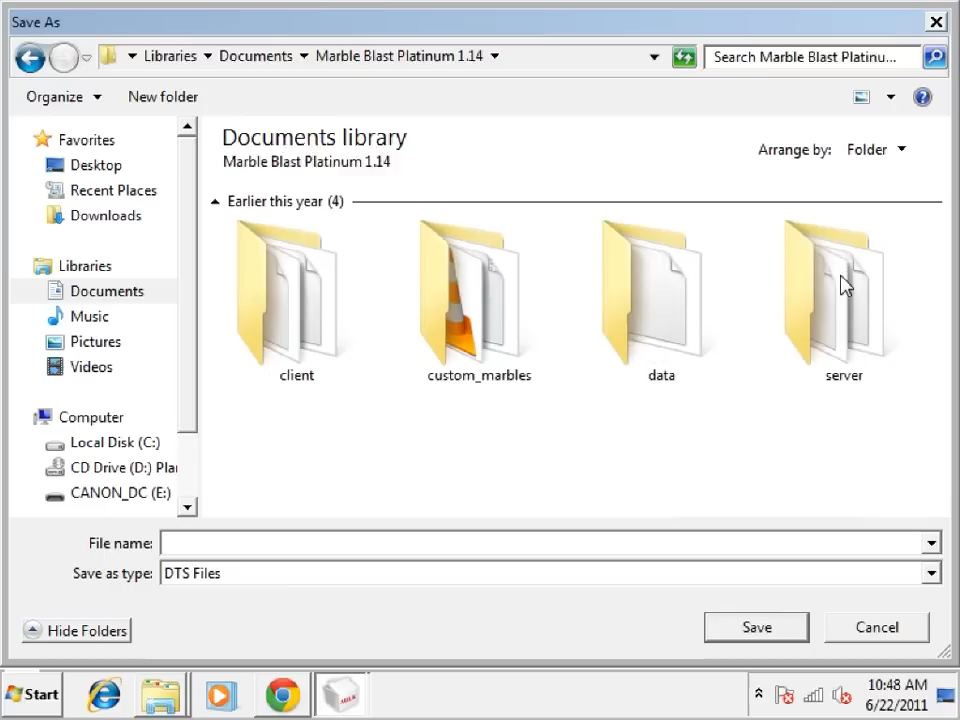 Save As
Libraries Documents Marble Blast Platinum 1.14 Search Marble Blast Platinu...
Organize New folder
Favorites
Desktop
Recent Places
Downloads
Libraries
Documents
Music
Pictures
Videos
Computer
Local Disk (C:)
CD Drive (D:) Plar
CANON_DC (E:)
Documents library
Marble Blast Platinum 1.14
Arrange by: Folder
Earlier this year (4)
client custom_marbles data server
File name:
Save as type: DTS Files
Hide Folders Save Cancel
Start MILK 10:48 AM
6/22/2011